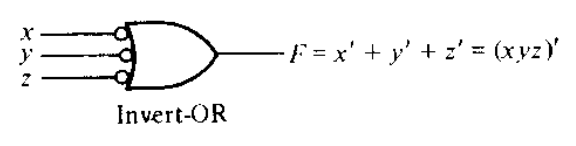 x
y
z
F = x' + y' + z' = (xyz)'
Invert-OR